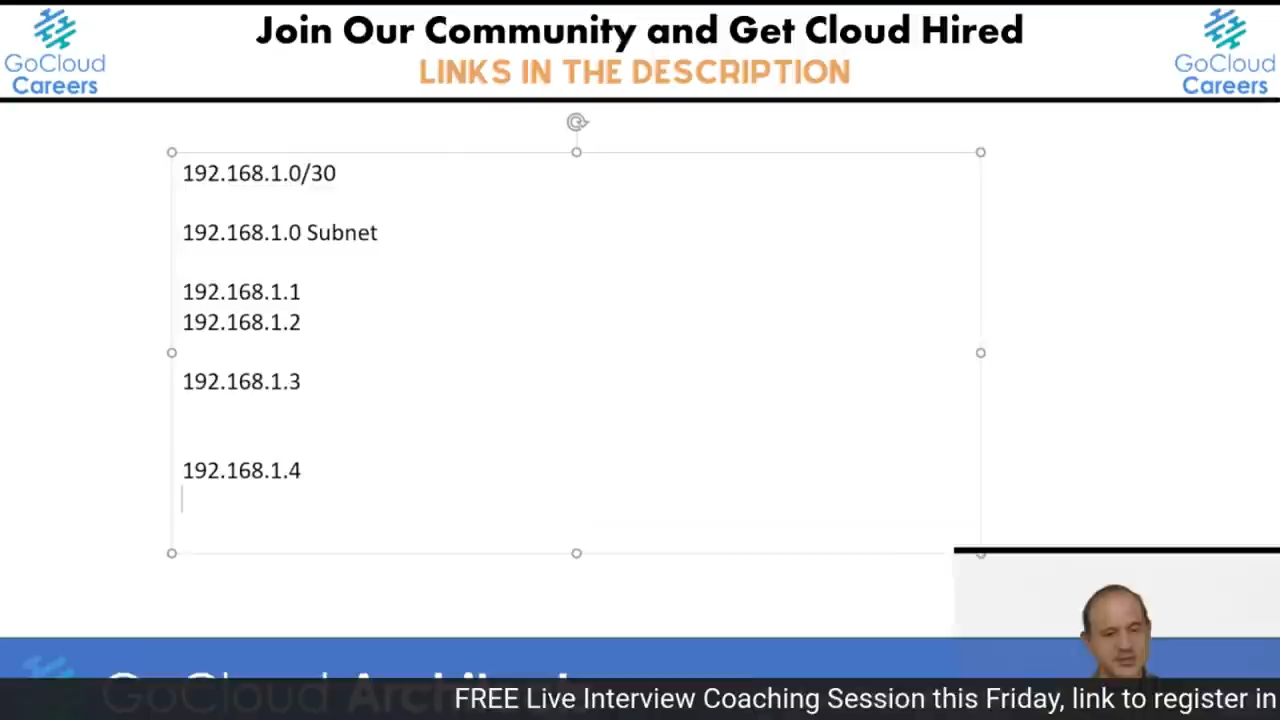 Join Our Community and Get Cloud Hired
LINKS IN THE DESCRIPTION
GoCloud
Careers
GoCloud
Careers
192.168.1.0/30
192.168.1.0 Subnet
192.168.1.1
192.168.1.2
192.168.1.3
192.168.1.4
GoCloud Architects
FREE Live Interview Coaching Session this Friday, link to register in